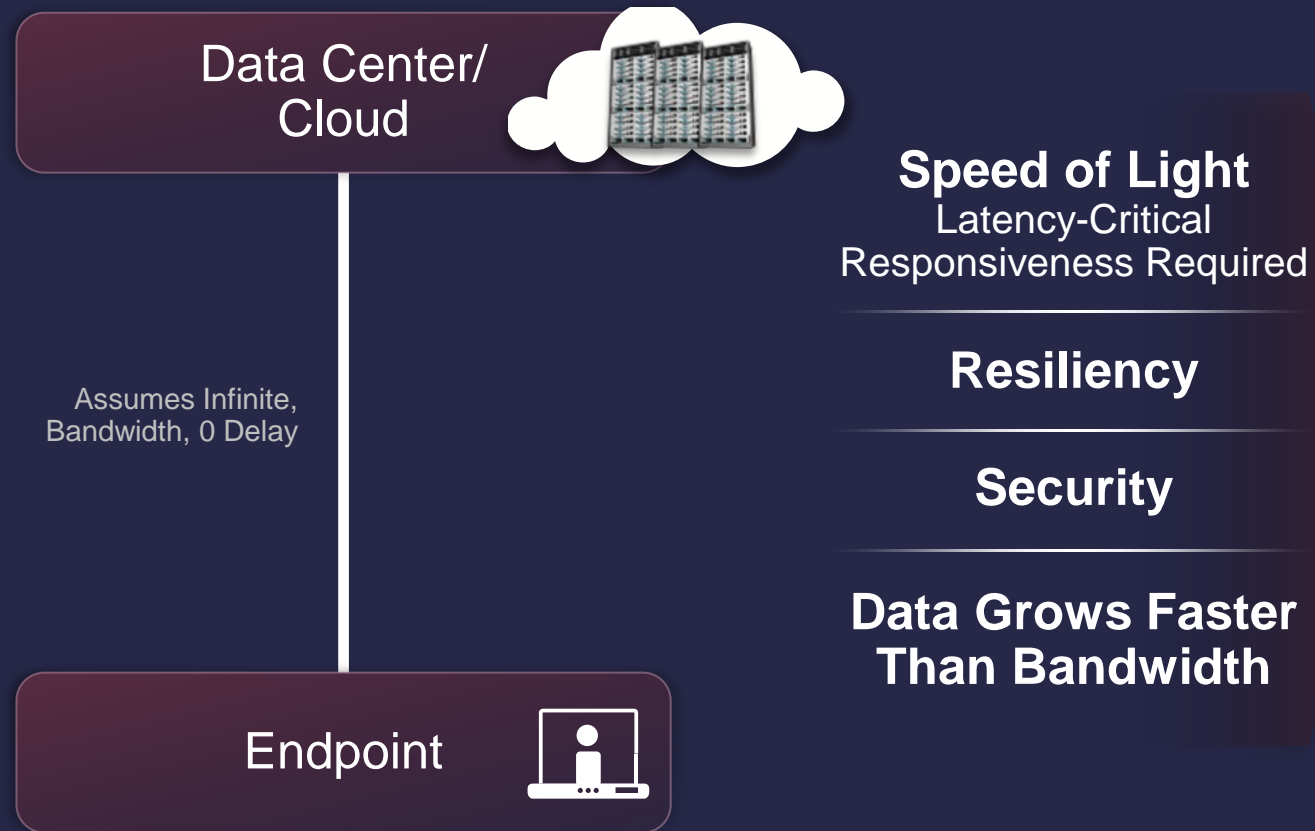 Data Center/
Cloud
Speed of Light
Latency-Critical
Responsiveness Required
Assumes Infinite,
Bandwidth, 0 Delay
Resiliency
Security
Data Grows Faster
Than Bandwidth
Endpoint